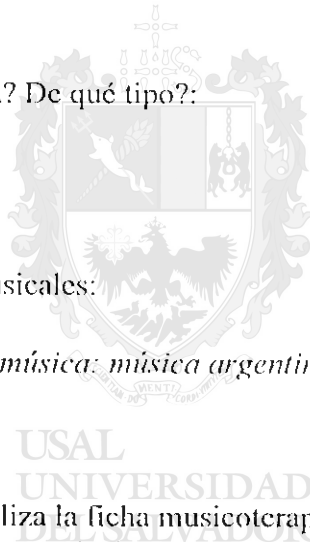 ? De qué tipo?:
sicales:
música: música argentin
USAL
UNIVERSIDAD
DEL SALVADOR
liza la ficha musicoterap